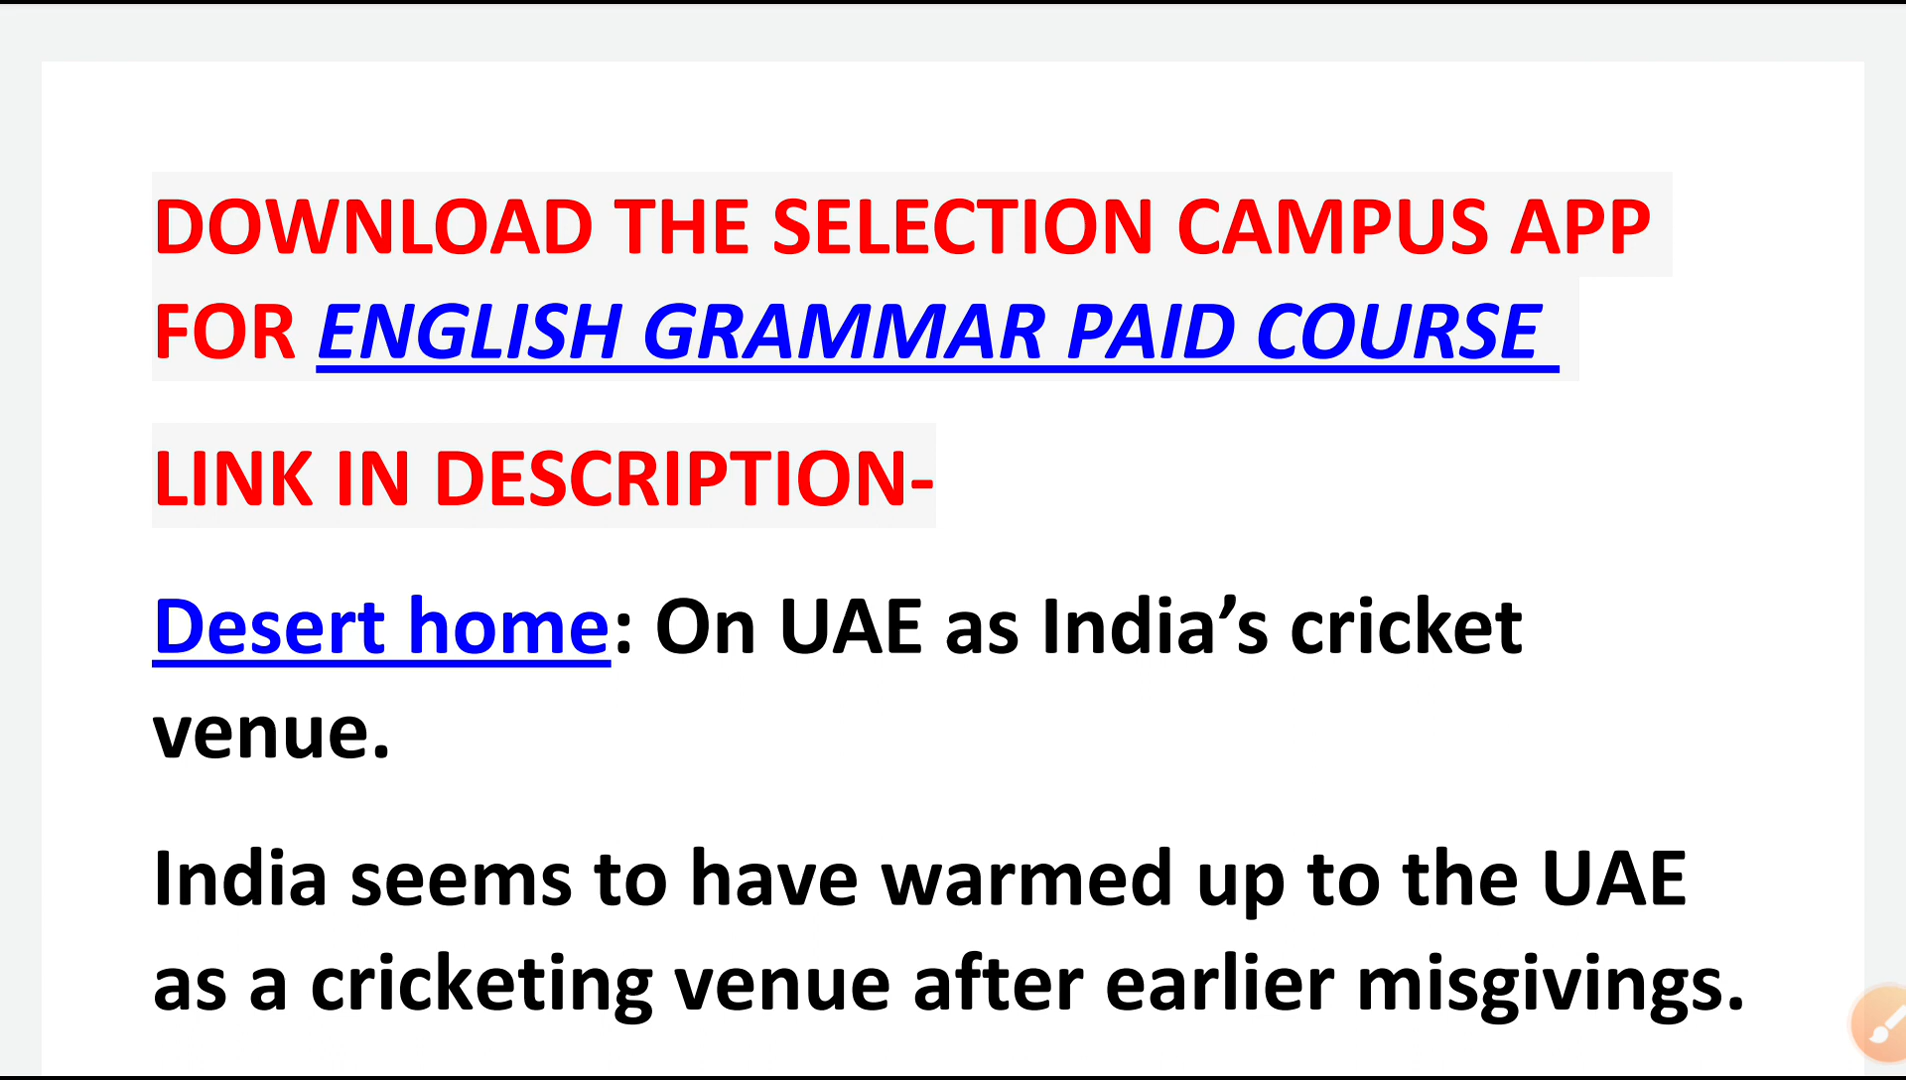 DOWNLOAD THE SELECTION CAMPUS APP
FOR ENGLISH GRAMMAR PAID COURSE
LINK IN DESCRIPTION-
Desert home: On UAE as India’s cricket
venue.
India seems to have warmed up to the UAE
as a cricketing venue after earlier misgivings.